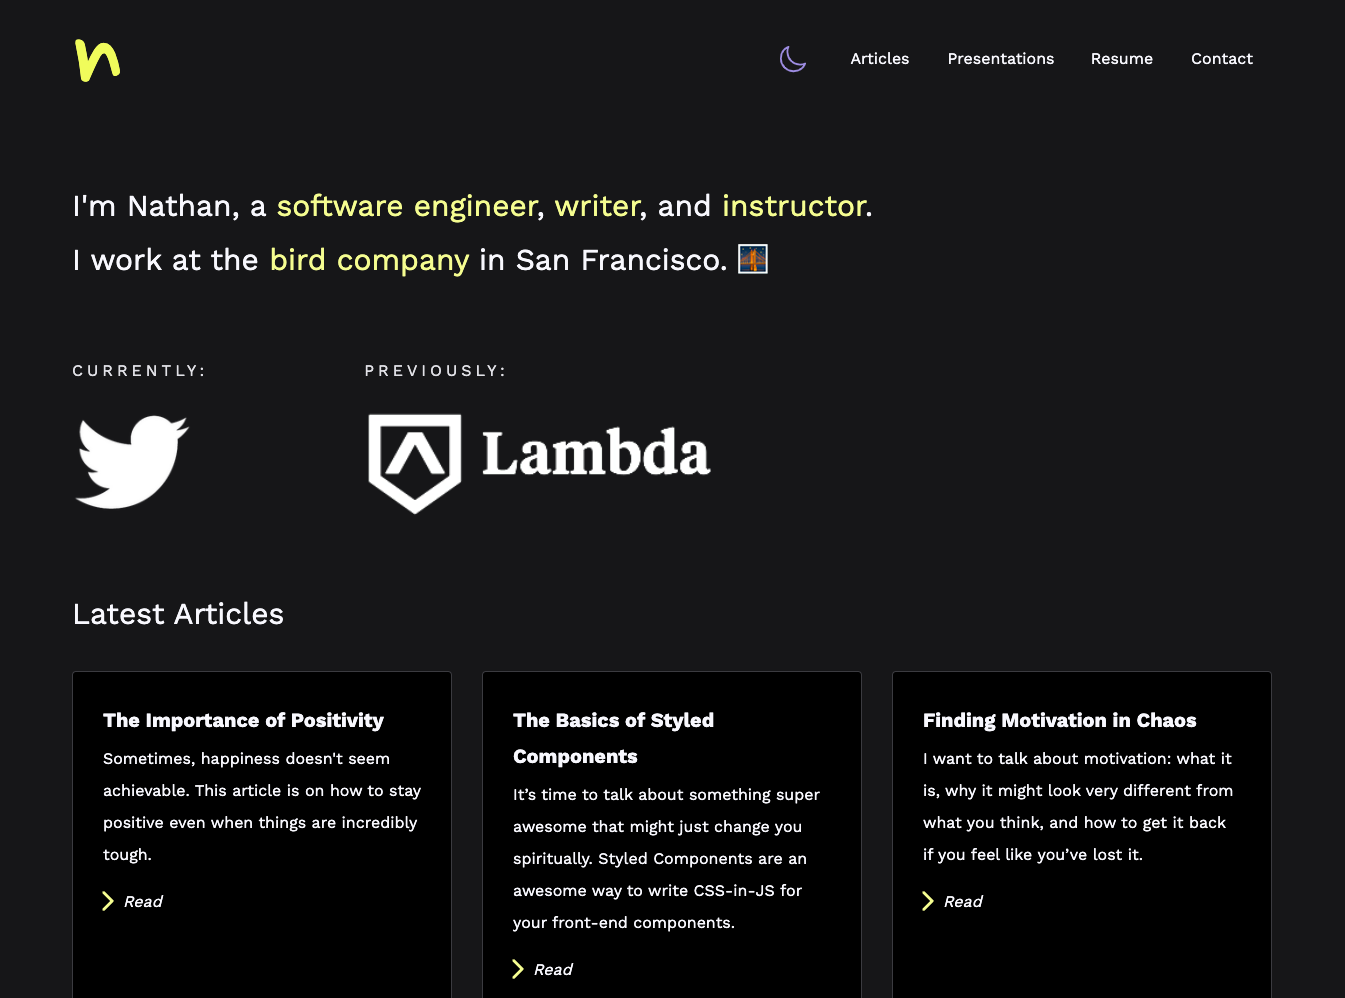 n
Articles Presentations Resume Contact
I'm Nathan, a software engineer, writer, and instructor.
I work at the bird company in San Francisco.
CURRENTLY:
PREVIOUSLY:
Lambda
Latest Articles
The Importance of Positivity
Sometimes, happiness doesn't seem
achievable. This article is on how to stay
positive even when things are incredibly
tough.
Read
The Basics of Styled
Components
It’s time to talk about something super
awesome that might just change you
spiritually. Styled Components are an
awesome way to write CSS-in-JS for
your front-end components.
Read
Finding Motivation in Chaos
I want to talk about motivation: what it
is, why it might look very different from
what you think, and how to get it back
if you feel like you’ve lost it.
Read